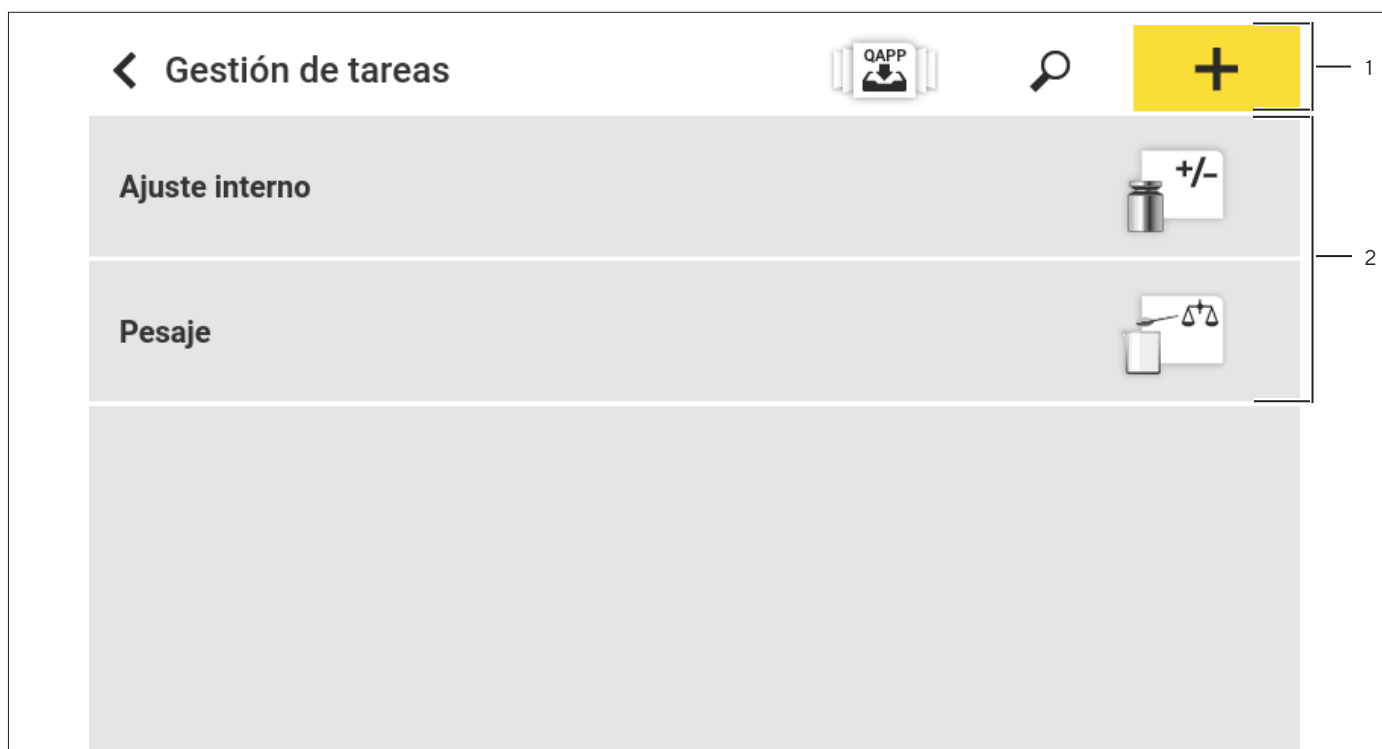 Gestión de tareas
QAPP
1
Ajuste interno
+/-
2
Pesaje